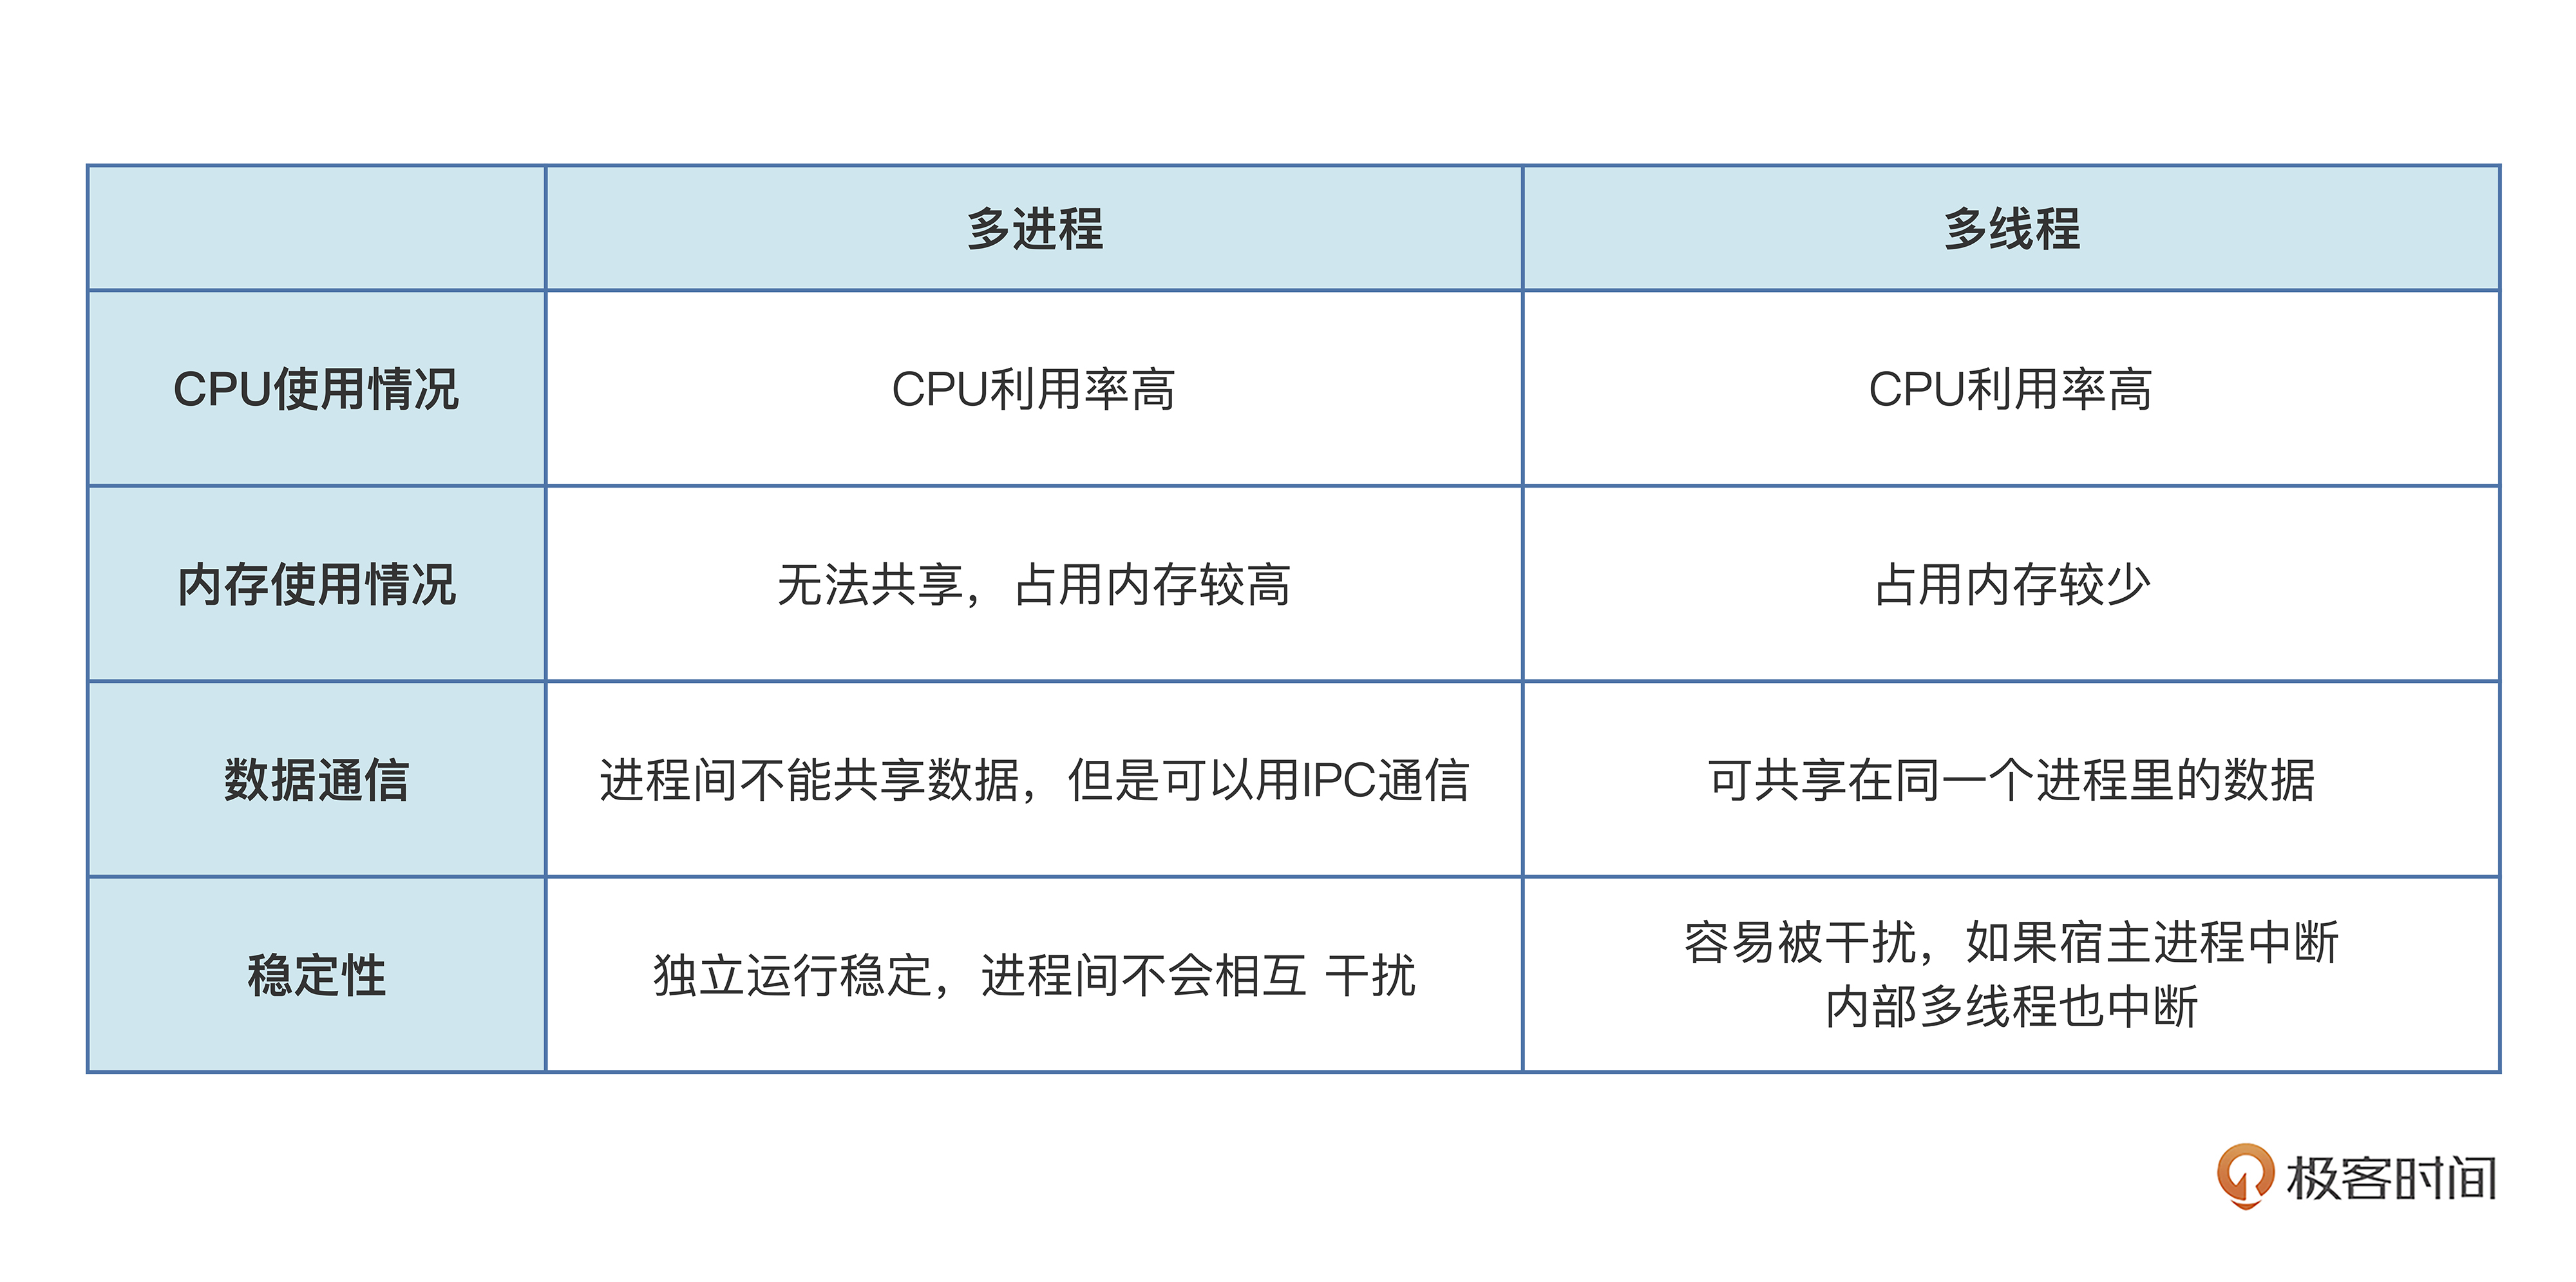 多进程
多线程
CPU使用情况
CPU利用率高
CPU利用率高
内存使用情况
无法共享，占用内存较高
占用内存较少
数据通信
进程间不能共享数据，但是可以用IPC通信
可共享在同一个进程里的数据
稳定性
独立运行稳定，进程间不会相互 干扰
容易被干扰，如果宿主进程中断
内部多线程也中断
极客时间